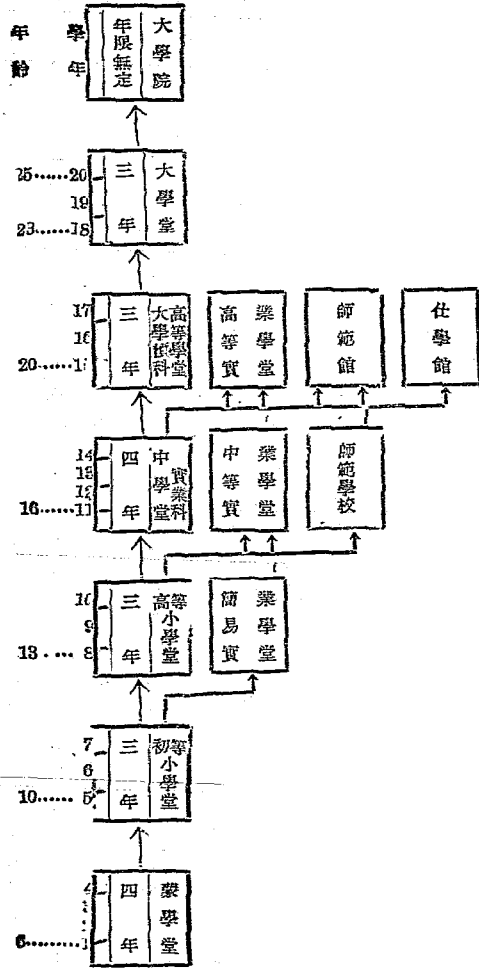 年齡
學年
大學院
年限無定
大學堂
三年
25……20
19
23……18
高等學堂
大學預科
三年
17
16
20……15
高等實業學堂
師範館
仕學館
中學堂
實業科
四年
14
13
12
16……11
中等實業學堂
師範學校
高等小學堂
三年
10
9
13……8
簡易實業學堂
初等小學堂
三年
7
6
10……5
蒙學堂
四年
4
6……1